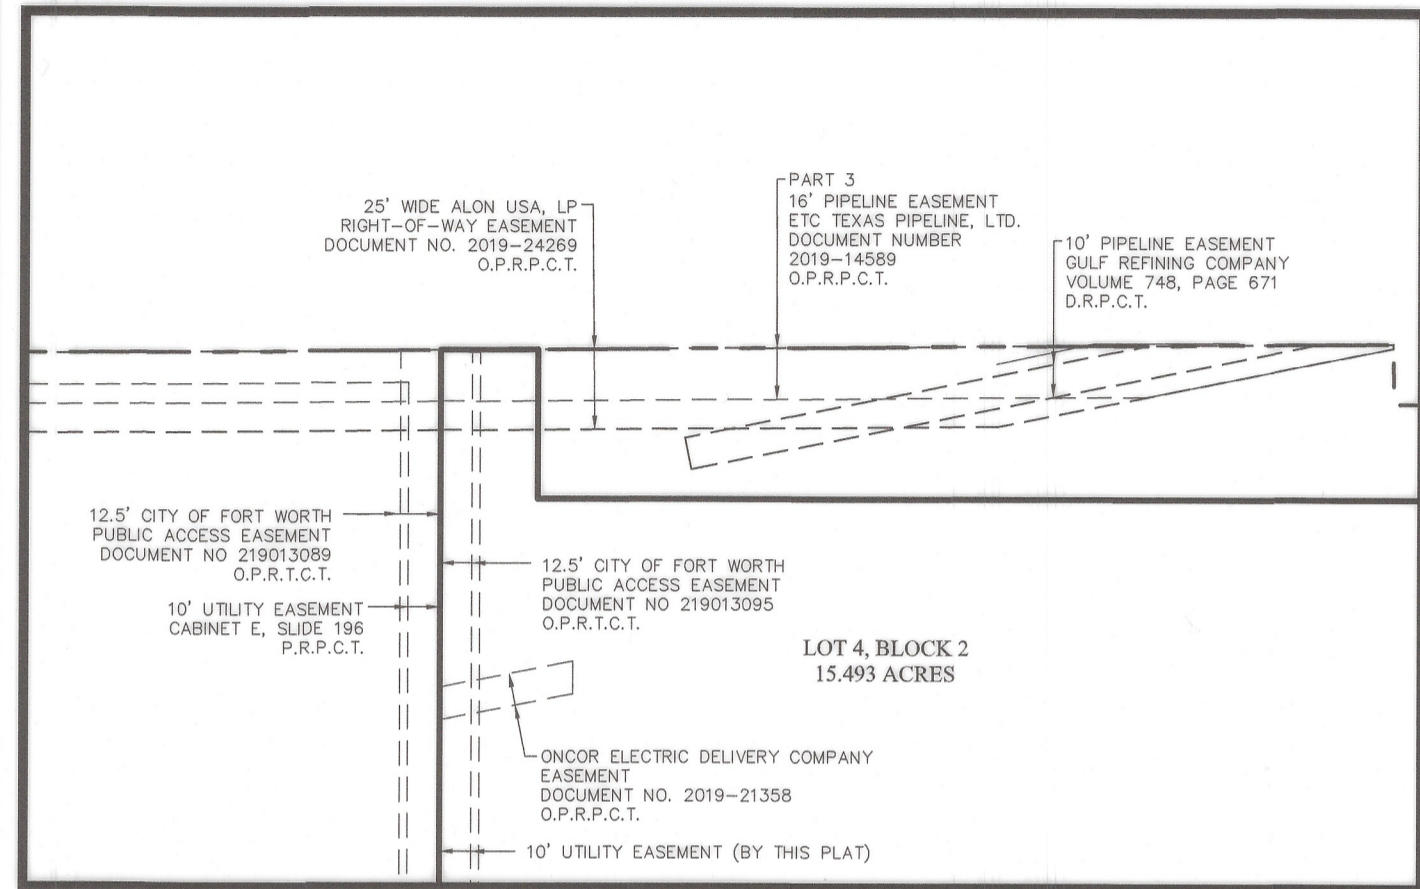 25' WIDE ALON USA, LP
RIGHT-OF-WAY EASEMENT
DOCUMENT NO. 2019-24269
O.P.R.P.C.T.
PART 3
16' PIPELINE EASEMENT
ETC TEXAS PIPELINE, LTD.
DOCUMENT NUMBER
2019-14589
O.P.R.P.C.T.
10' PIPELINE EASEMENT
GULF REFINING COMPANY
VOLUME 748, PAGE 671
D.R.P.C.T.
12.5' CITY OF FORT WORTH
PUBLIC ACCESS EASEMENT
DOCUMENT NO 219013089
O.P.R.T.C.T.
10' UTILITY EASEMENT
CABINET E, SLIDE 196
P.R.P.C.T.
12.5' CITY OF FORT WORTH
PUBLIC ACCESS EASEMENT
DOCUMENT NO 219013095
O.P.R.T.C.T.
LOT 4, BLOCK 2
15.493 ACRES
ONCOR ELECTRIC DELIVERY COMPANY
EASEMENT
DOCUMENT NO. 2019-21358
O.P.R.P.C.T.
10' UTILITY EASEMENT (BY THIS PLAT)